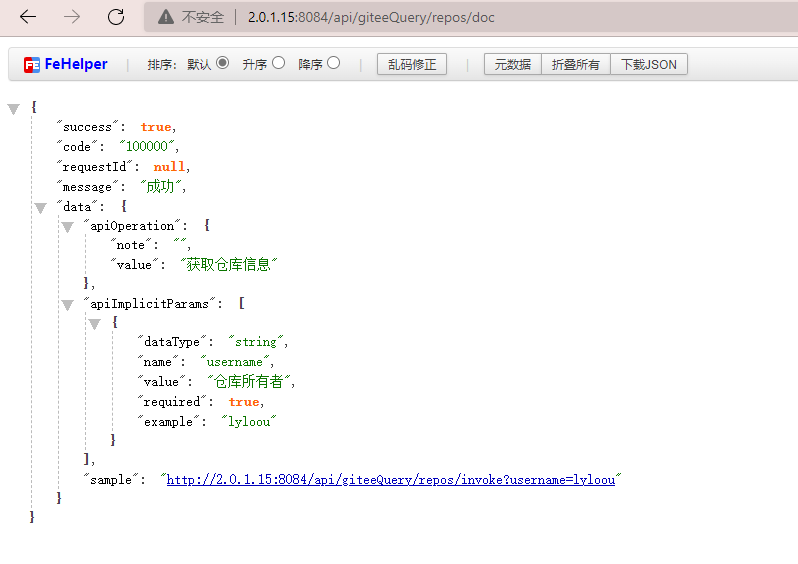 不安全 2.0.1.15:8084/api/giteeQuery/repos/doc
FeHelper 排序: 默认 升序 降序 乱码修正 元数据 折叠所有 下载JSON
{
"success": true,
"code": "100000",
"requestId": null,
"message": "成功",
"data": {
"apiOperation": {
"note": "",
"value": "获取仓库信息"
},
"apiImplicitParams": [
{
"dataType": "string",
"name": "username",
"value": "仓库所有者",
"required": true,
"example": "lyloou"
}
],
"sample": "http://2.0.1.15:8084/api/giteeQuery/repos/invoke?username=lyloou"
}
}